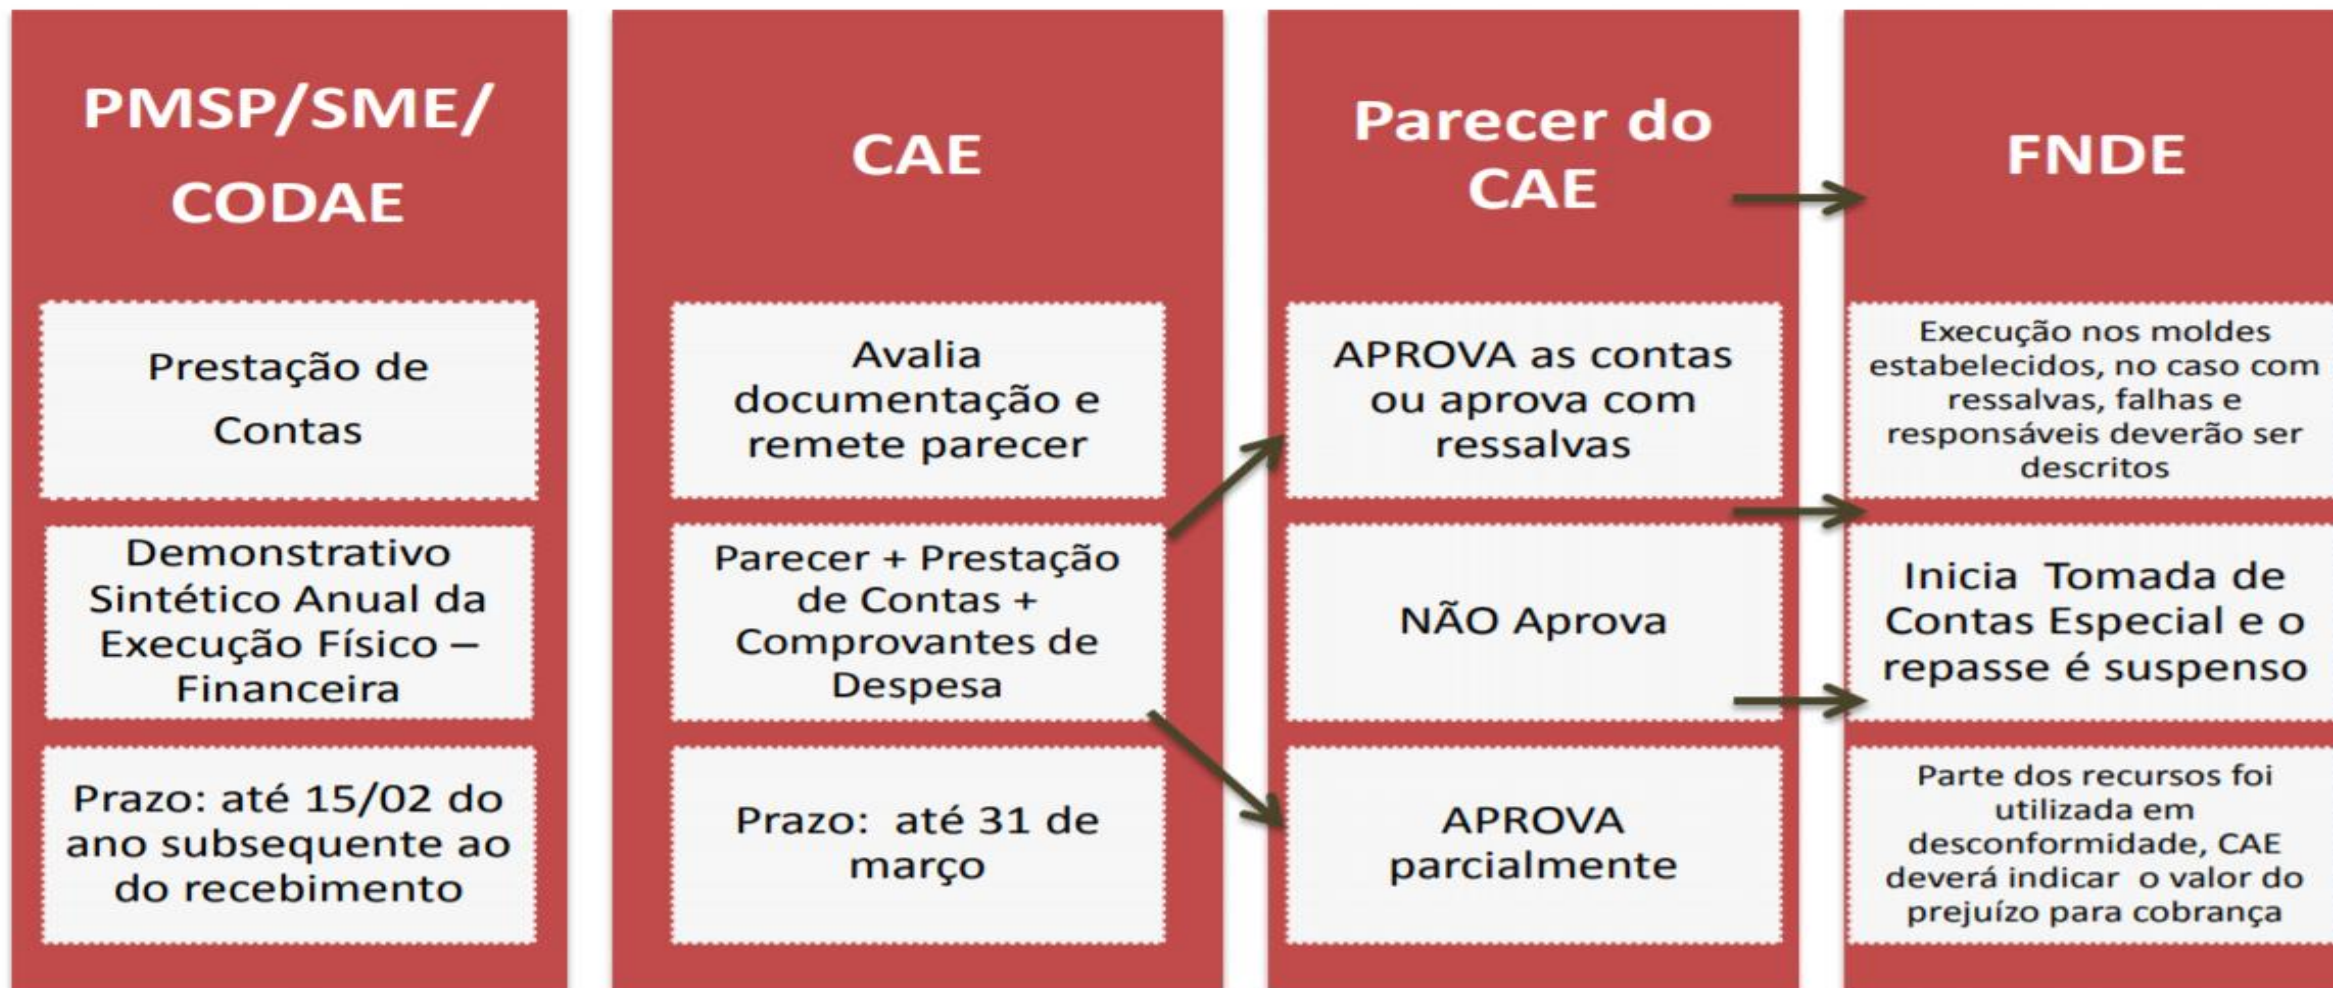 PMSP/SME/
CODAE
Prestação de
Contas
Demonstrativo
Sintético Anual da
Execução Físico –
Financeira
Prazo: até 15/02 do
ano subsequente ao
do recebimento
CAE
Avalia
documentação e
remete parecer
Parecer + Prestação
de Contas +
Comprovantes de
Despesa
Prazo: até 31 de
março
Parecer do
CAE
APROVA as contas
ou aprova com
ressalvas
NÃO Aprova
APROVA
parcialmente
FNDE
Execução nos moldes
estabelecidos, no caso com
ressalvas, falhas e
responsáveis deverão ser
descritos
Inicia Tomada de
Contas Especial e o
repasse é suspenso
Parte dos recursos foi
utilizada em
desconformidade, CAE
deverá indicar o valor do
prejuízo para cobrança